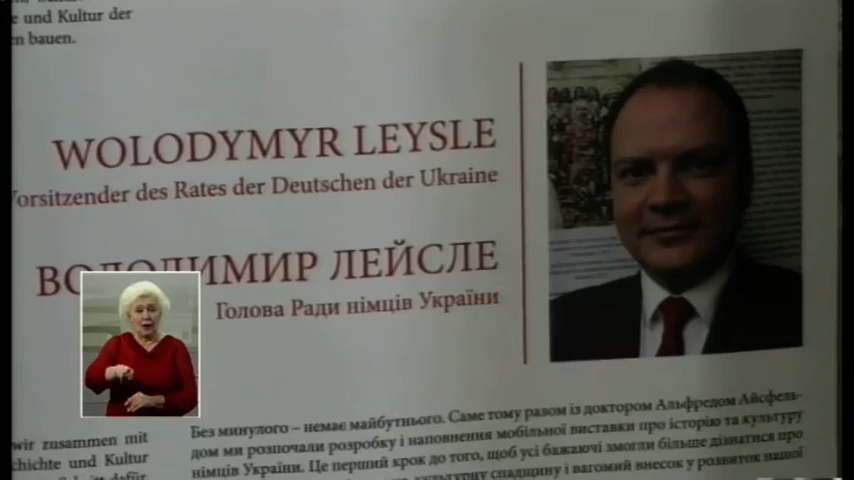 e und Kultur der
en bauen.
WOLODYMYR LEYSLE
Vorsitzender des Rates der Deutschen der Ukraine
ВОЛОДИМИР ЛЕЙСЛЕ
Голова Ради німців України
wir zusammen mit
chichte und Kultur
dafür
Без минулого – немає майбутнього. Саме тому разом із доктором Альфредом Айсфель-
дом ми розпочали розробку і наповнення мобільної виставки про історію та культуру
німців України. Це перший крок до того, щоб усі бажаючі змогли більше дізнатися про
культурну спадщину і вагомий внесок у розвиток нашої